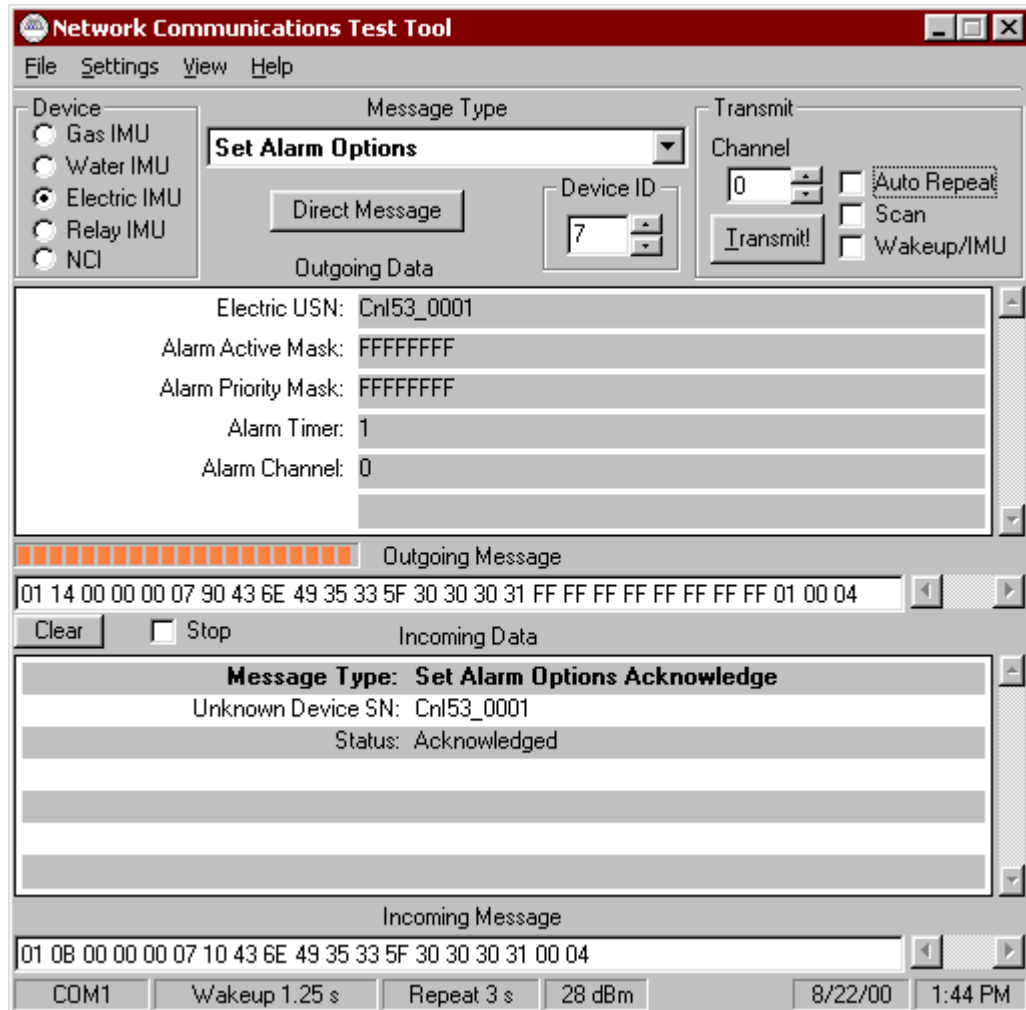 Network Communications Test Tool
File Settings View Help
Device
Gas IMU
Water IMU
Electric IMU
Relay IMU
NCI
Message Type
Set Alarm Options
Direct Message
Device ID
7
Transmit
Channel
0
Transmit!
Auto Repeat
Scan
Wakeup/IMU
Outgoing Data
Electric USN: CnI53_0001
Alarm Active Mask: FFFFFFFF
Alarm Priority Mask: FFFFFFFF
Alarm Timer: 1
Alarm Channel: 0
Outgoing Message
01 14 00 00 00 07 90 43 6E 49 35 33 5F 30 30 30 31 FF FF FF FF FF FF FF FF 01 00 04
Clear Stop Incoming Data
Message Type: Set Alarm Options Acknowledge
Unknown Device SN: CnI53_0001
Status: Acknowledged
Incoming Message
01 0B 00 00 00 07 10 43 6E 49 35 33 5F 30 30 30 31 00 04
COM1 Wakeup 1.25 s Repeat 3 s 28 dBm 8/22/00 1:44 PM